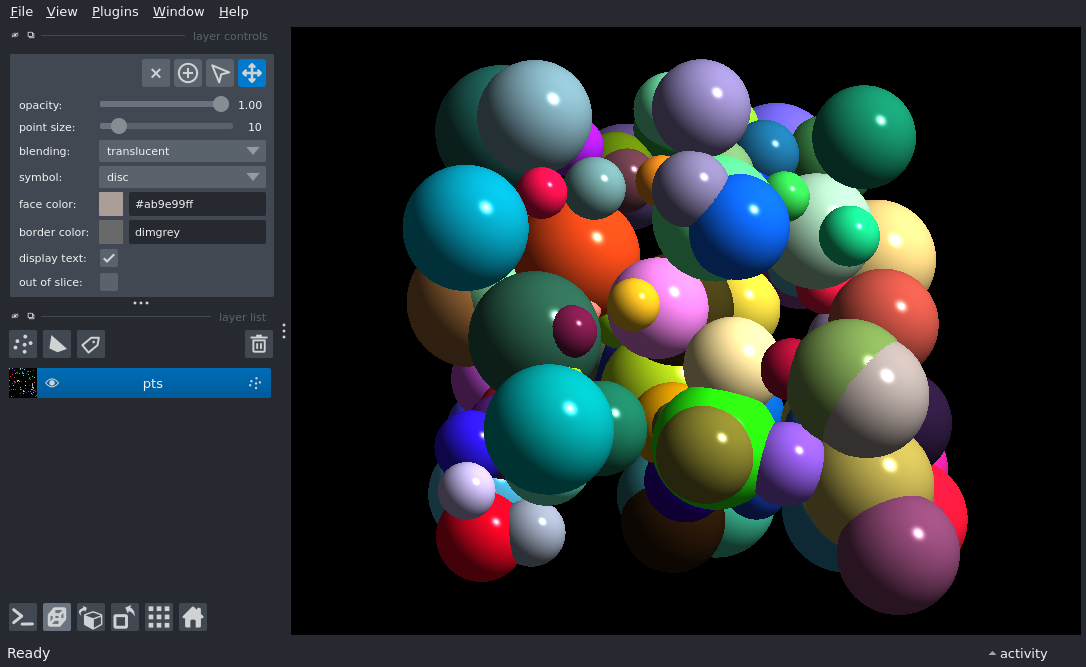 File View Plugins Window Help
layer controls
opacity: 1.00
point size: 10
blending: translucent
symbol: disc
face color: #ab9e99ff
border color: dimgrey
display text:
out of slice:
layer list
pts
Ready
activity